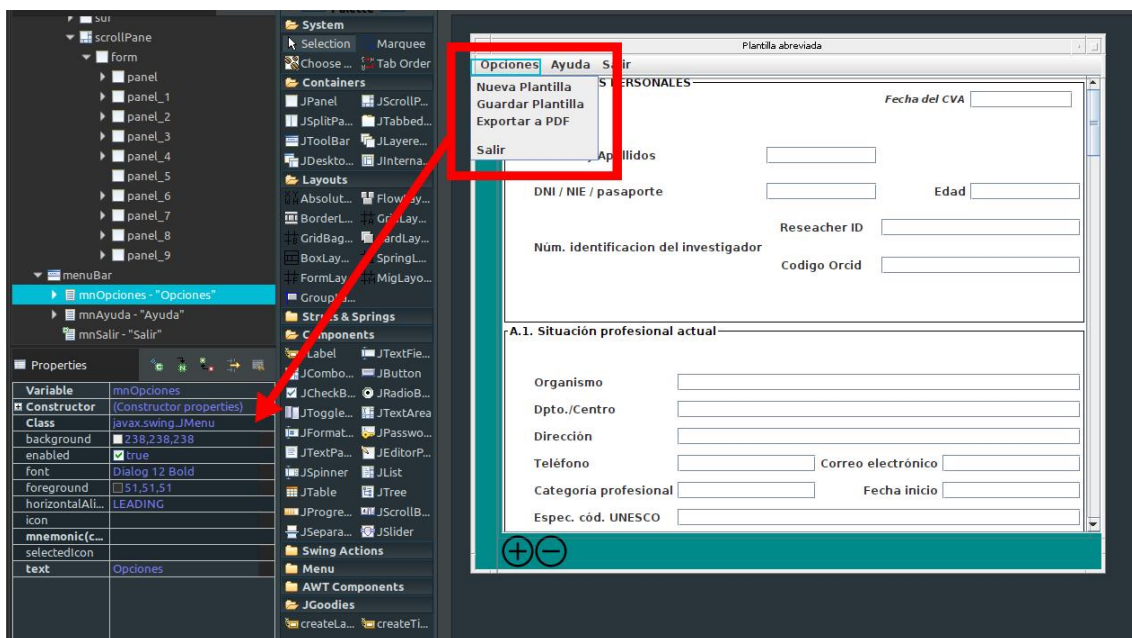 sur
scrollPane
form
panel
panel_1
panel_2
panel_3
panel_4
panel_5
panel_6
panel_7
panel_8
panel_9
menuBar
mnOpciones - "Opciones"
mnAyuda - "Ayuda"
mnSalir - "Salir"
Properties
Variable mnOpciones
Constructor (Constructor properties)
Class javax.swing.JMenu
background 238,238,238
enabled true
font Dialog 12 Bold
foreground 51,51,51
horizontalAli... LEADING
icon
mnemonic(c...
selectedIcon
text Opciones
Palette
System
Selection Marquee
Choose ... Tab Order
Containers
JPanel JScrollP...
JSplitPa... JTabbed...
JToolBar JLayere...
JDeskto... JInterna...
Layouts
Absolut... FlowLay...
BorderL... GridLay...
GridBag... CardLay...
BoxLay... SpringL...
FormLay... MigLayo...
GroupLa...
Struts & Springs
Components
JLabel JTextFie...
JCombo... JButton
JCheckB... JRadioB...
JToggle... JTextArea
JFormat... JPasswo...
JTextPa... JEditorP...
JSpinner JList
JTable JTree
JProgre... JScrollB...
JSepara... JSlider
Swing Actions
Menu
AWT Components
JGoodies
createLa... createTi...
Plantilla abreviada
Opciones Ayuda Salir
Nueva Plantilla
Guardar Plantilla
Exportar a PDF
Salir
S PERSONALES
Fecha del CVA
Apellidos
DNI / NIE / pasaporte
Edad
Reseacher ID
Núm. identificacion del investigador
Codigo Orcid
A.1. Situación profesional actual
Organismo
Dpto./Centro
Dirección
Teléfono Correo electrónico
Categoría profesional Fecha inicio
Espec. cód. UNESCO